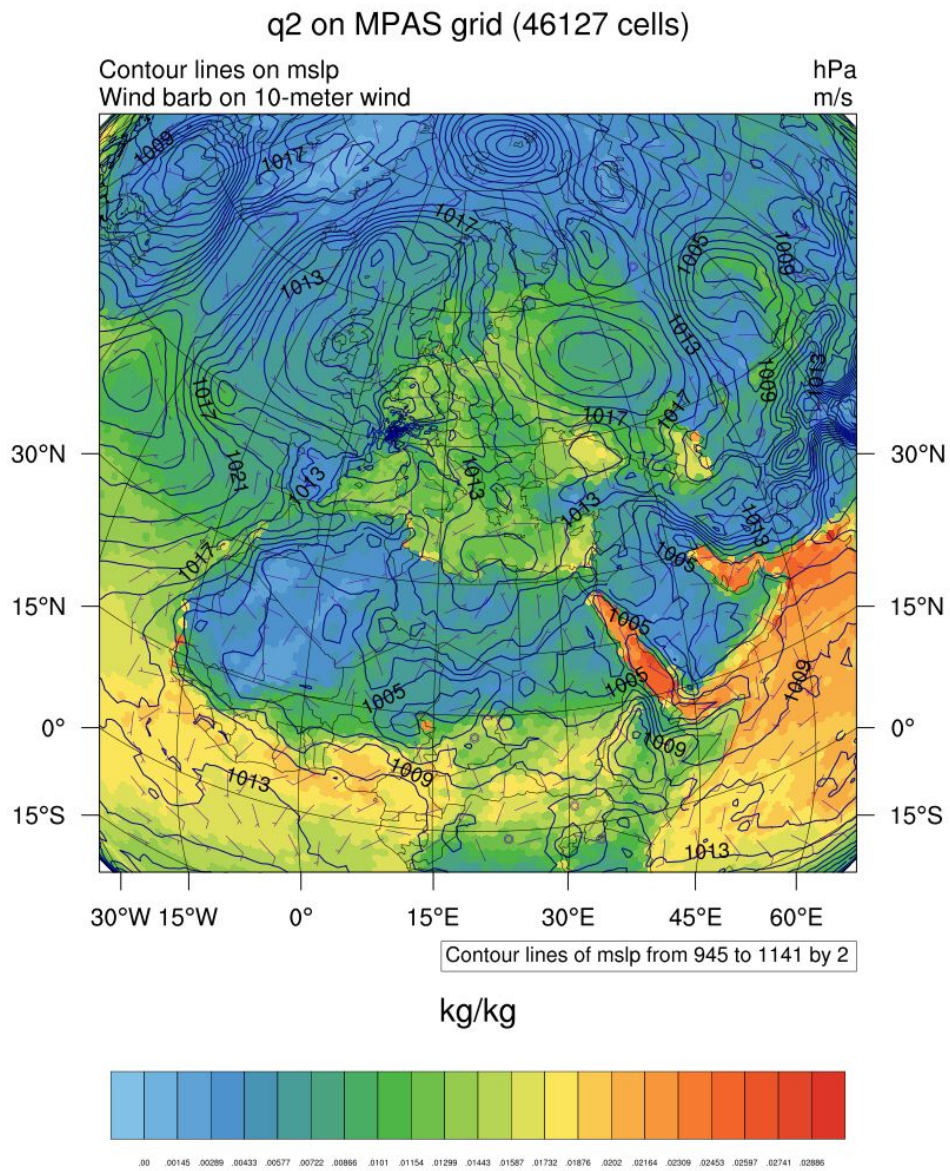 q2 on MPAS grid (46127 cells)
Contour lines on mslp hPa
Wind barb on 10-meter wind m/s
1009
1017
1017
1005
1009
1013
1013
1013
1009
1017
1017
1017
30°N 30°N
1021
1013
1013
1013
1013
1017
1005
15°N 15°N
1005
1005
1005
1009
0° 0°
1009
1009
1013
15°S 15°S
1013
30°W 15°W 0° 15°E 30°E 45°E 60°E
Contour lines of mslp from 945 to 1141 by 2
kg/kg
.00 .00145 .00289 .00433 .00577 .00722 .00866 .0101 .01154 .01299 .01443 .01587 .01732 .01876 .0202 .02164 .02309 .02453 .02597 .02741 .02886